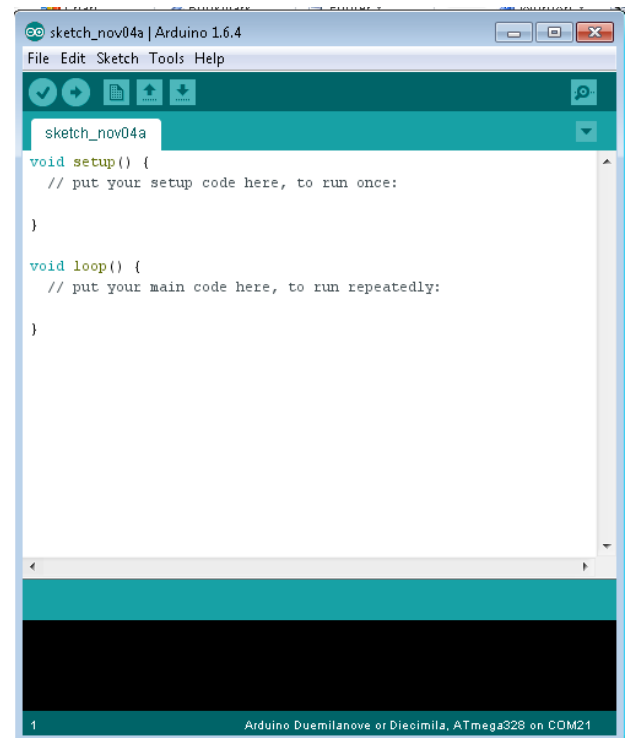 sketch_nov04a | Arduino 1.6.4
File Edit Sketch Tools Help
sketch_nov04a
void setup() {
  // put your setup code here, to run once:
}
void loop() {
  // put your main code here, to run repeatedly:
}
1 Arduino Duemilanove or Diecimila, ATmega328 on COM21